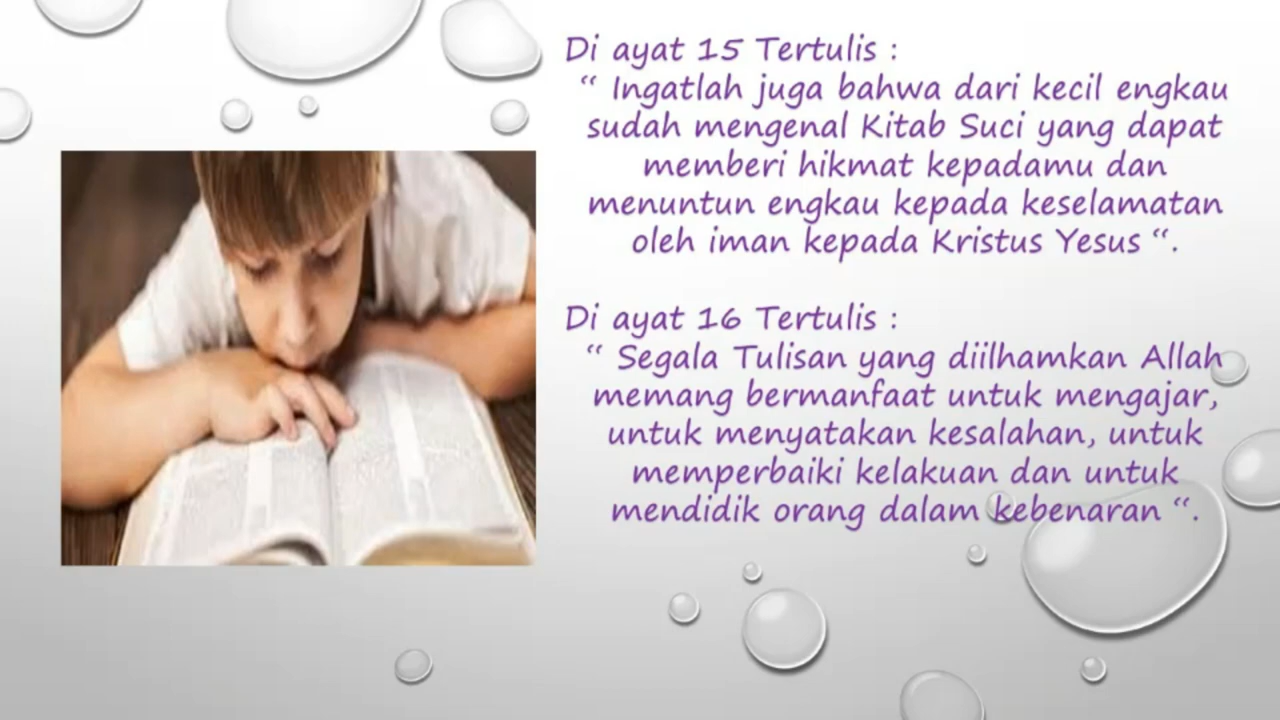 Di ayat 15 Tertulis :
“ Ingatlah juga bahwa dari kecil engkau
sudah mengenal Kitab Suci yang dapat
memberi hikmat kepadamu dan
menuntun engkau kepada keselamatan
oleh iman kepada Kristus Yesus “.
Di ayat 16 Tertulis :
“ Segala Tulisan yang diilhamkan Allah
memang bermanfaat untuk mengajar,
untuk menyatakan kesalahan, untuk
memperbaiki kelakuan dan untuk
mendidik orang dalam kebenaran “.